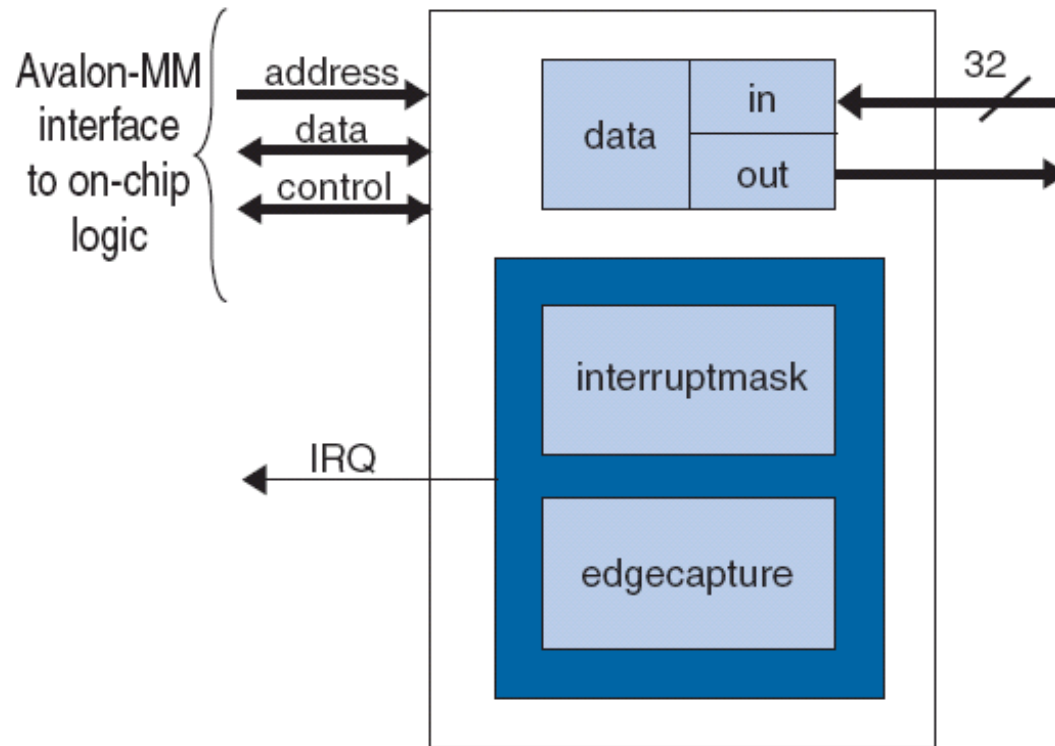 Avalon-MM
interface
to on-chip
logic
address
data
control
data
in
out
32
interruptmask
IRQ
edgecapture